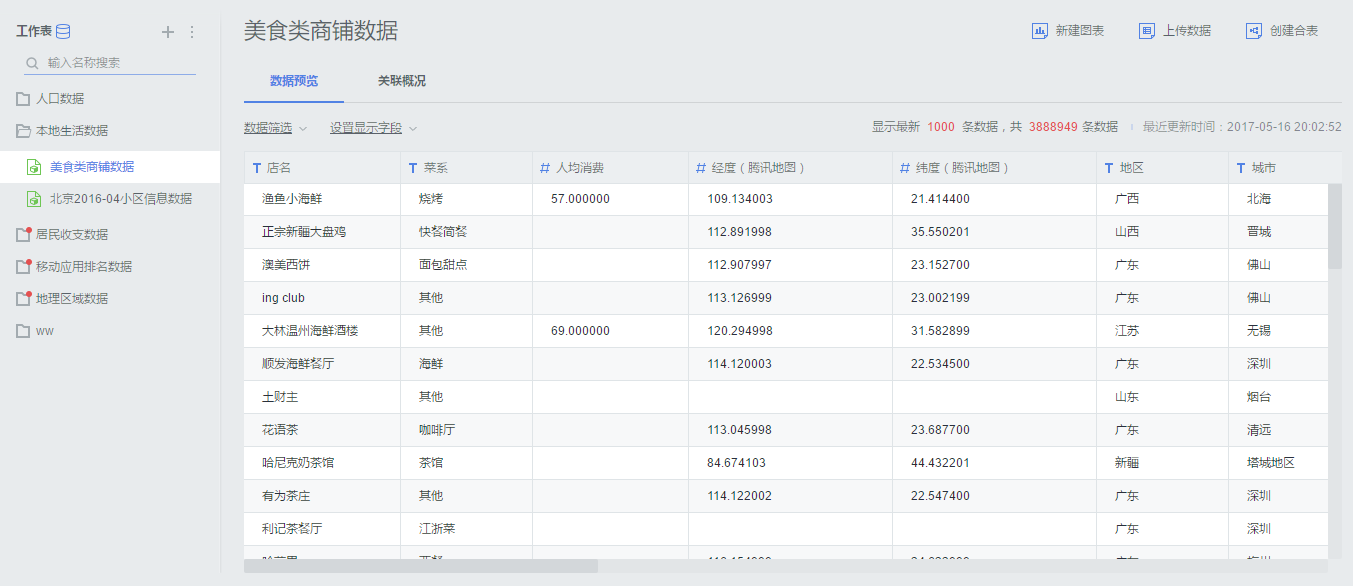 工作表
输入名称搜索
人口数据
本地生活数据
美食类商铺数据
北京2016-04小区信息数据
居民收支数据
移动应用排名数据
地理区域数据
ww
美食类商铺数据
新建图表 上传数据 创建合表
数据预览 关联概况
数据筛选 设置显示字段 显示最新 1000 条数据，共 3888949 条数据 最近更新时间：2017-05-16 20:02:52
T 店名 T 菜系 # 人均消费 # 经度（腾讯地图） # 纬度（腾讯地图） T 地区 T 城市
渔鱼小海鲜 烧烤 57.000000 109.134003 21.414400 广西 北海
正宗新疆大盘鸡 快餐简餐 112.891998 35.550201 山西 晋城
澳美西饼 面包甜点 112.907997 23.152700 广东 佛山
ing club 其他 113.126999 23.002199 广东 佛山
大林温州海鲜酒楼 其他 69.000000 120.294998 31.582899 江苏 无锡
顺发海鲜餐厅 海鲜 114.120003 22.534500 广东 深圳
土财主 其他 山东 烟台
花语茶 咖啡厅 113.045998 23.687700 广东 清远
哈尼克奶茶馆 茶馆 84.674103 44.432201 新疆 塔城地区
有为茶庄 其他 114.122002 22.547400 广东 深圳
利记茶餐厅 江浙菜 广东 深圳